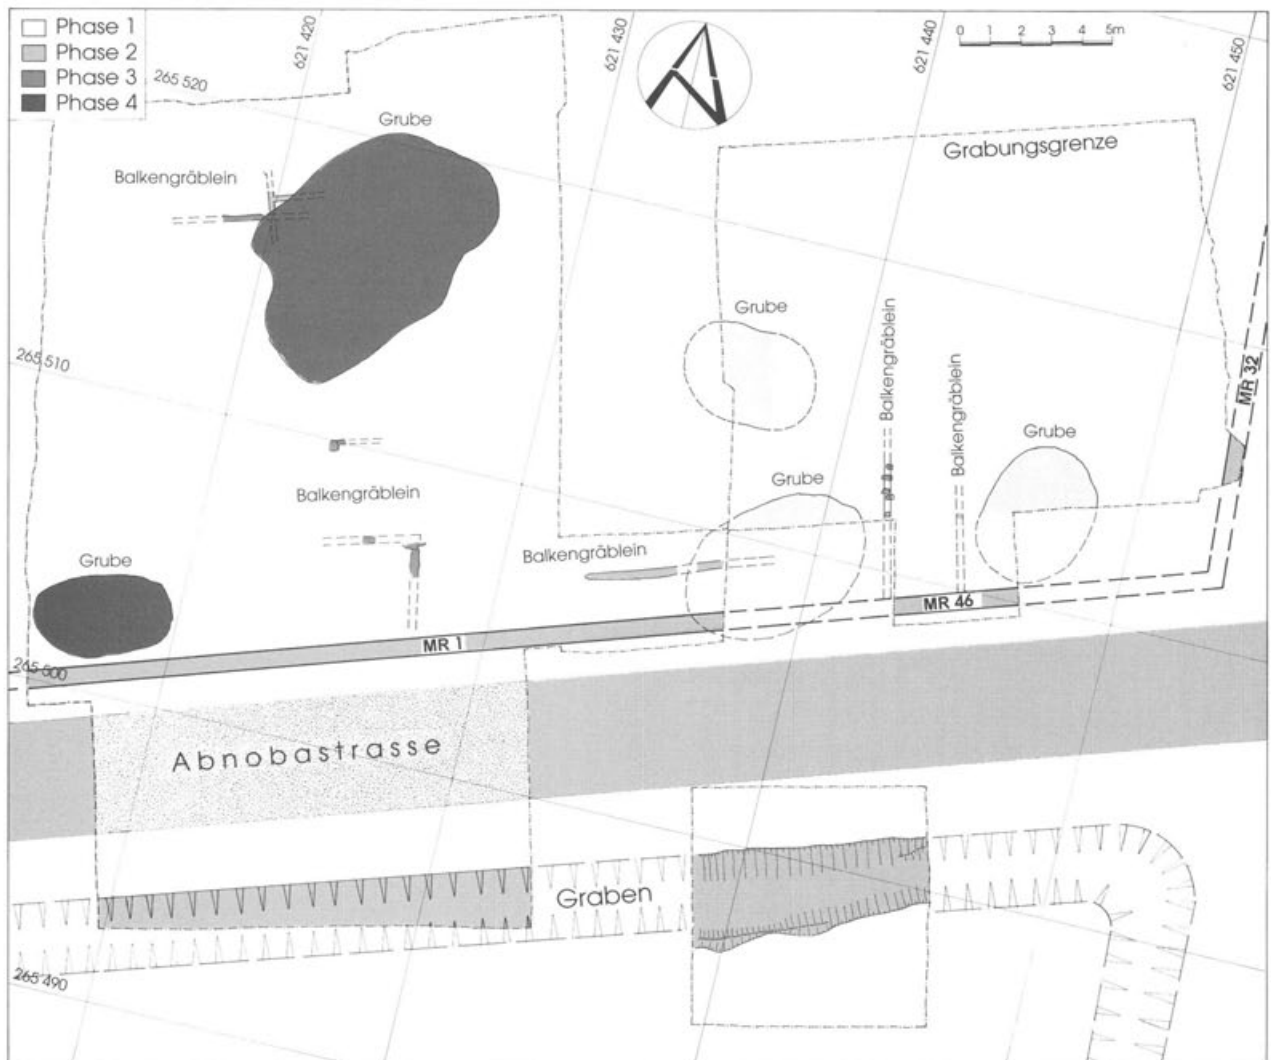 Phase 1
Phase 2
Phase 3
Phase 4
265 520
621 420
621 430
621 440
621 450
0 1 2 3 4 5m
Grube
Balkengräblein
Grabungsgrenze
Grube
265 510
Balkengräblein
Balkengräblein
MR 32
Grube
Grube
Balkengräblein
Balkengräblein
Grube
MR 46
MR 1
265 500
Abnobastrasse
Graben
265 490